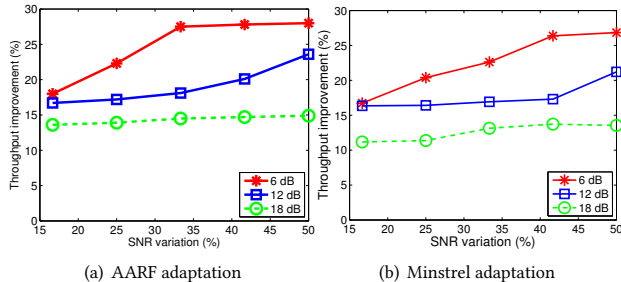 30
25
20
15
10
5
0
Throughput improvement (%)
6 dB
12 dB
18 dB
15 20 25 30 35 40 45 50
SNR variation (%)
(a) AARF adaptation
30
25
20
15
10
5
0
Throughput improvement (%)
6 dB
12 dB
18 dB
15 20 25 30 35 40 45 50
SNR variation (%)
(b) Minstrel adaptation